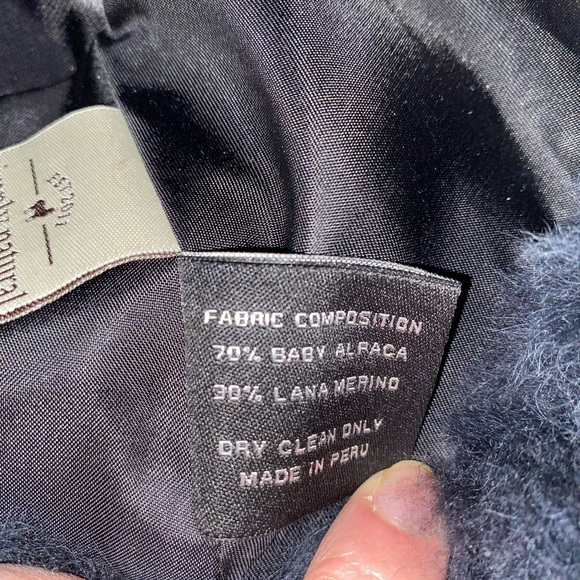 FABRIC COMPOSITION
70% BABY ALPACA
30% LANA MERINO
DRY CLEAN ONLY
MADE IN PERU